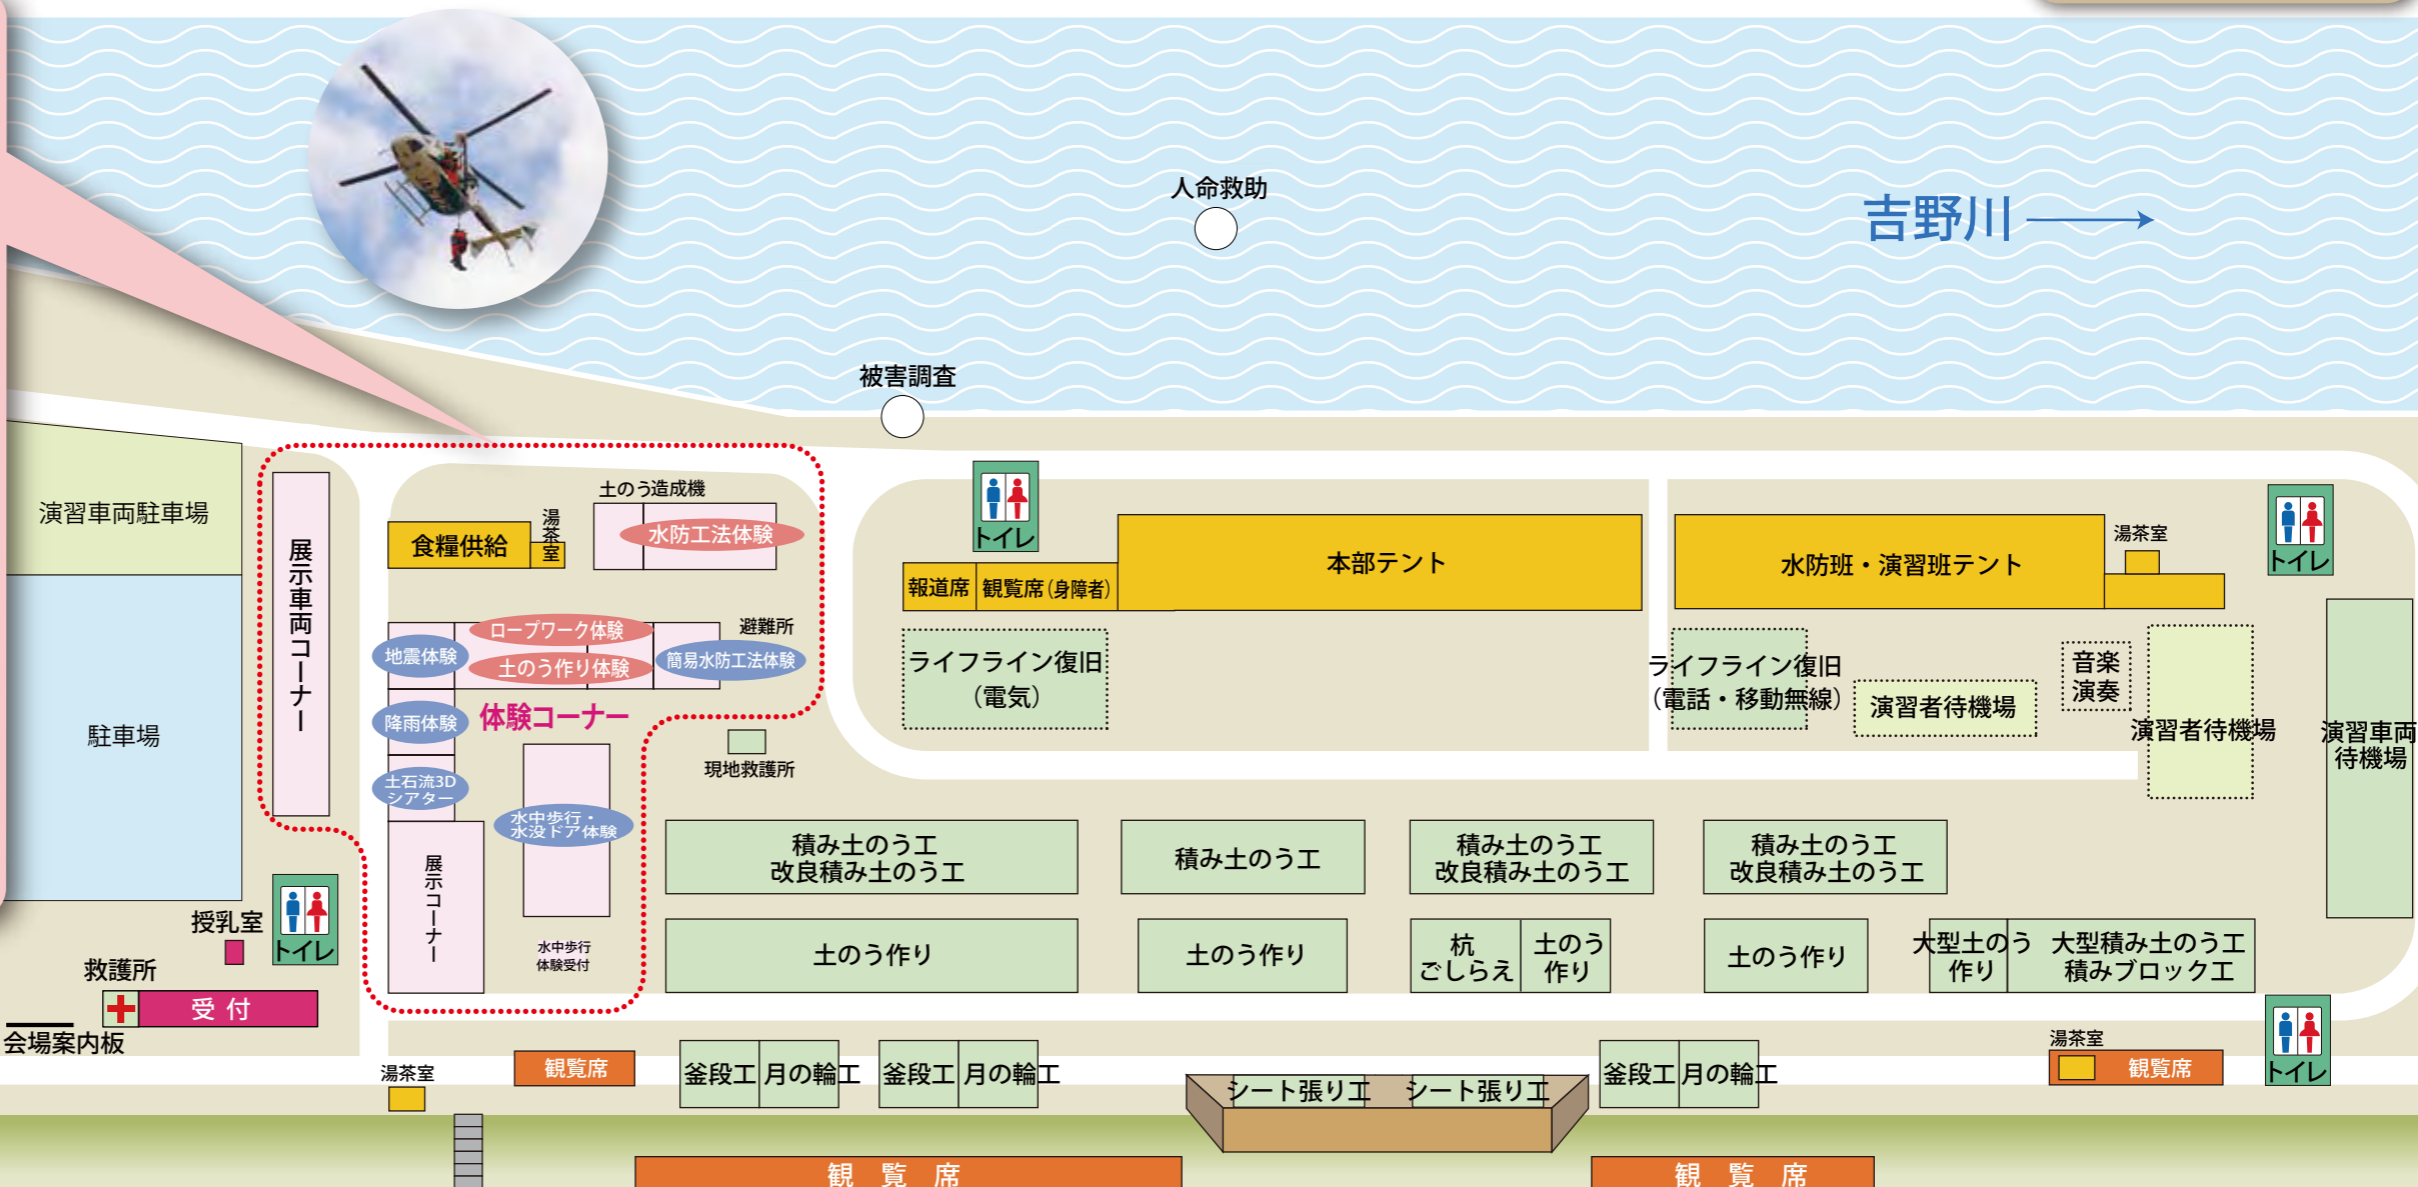 人命救助
吉野川
被害調査
演習車両駐車場
駐車場
展示車両コーナー
食糧供給
湯茶室
土のう造成機
水防工法体験
地震体験
ロープワーク体験
土のう作り体験
避難所
簡易水防工法体験
降雨体験
体験コーナー
土石流3D
シアター
水中歩行・
水没ドア体験
展示コーナー
水中歩行
体験受付
現地救護所
トイレ
報道席
観覧席(身障者)
本部テント
水防班・演習班テント
湯茶室
トイレ
ライフライン復旧
(電気)
ライフライン復旧
(電話・移動無線)
演習者待機場
音楽
演奏
演習者待機場
演習車両
待機場
積み土のう工
改良積み土のう工
積み土のう工
積み土のう工
改良積み土のう工
積み土のう工
改良積み土のう工
土のう作り
土のう作り
杭
ごしらえ
土のう
作り
土のう作り
大型土のう
作り
大型積み土のう工
積みブロック工
授乳室
トイレ
救護所
受付
会場案内板
湯茶室
観覧席
釜段工
月の輪工
釜段工
月の輪工
シート張り工
シート張り工
釜段工
月の輪工
湯茶室
観覧席
トイレ
観覧席
観覧席